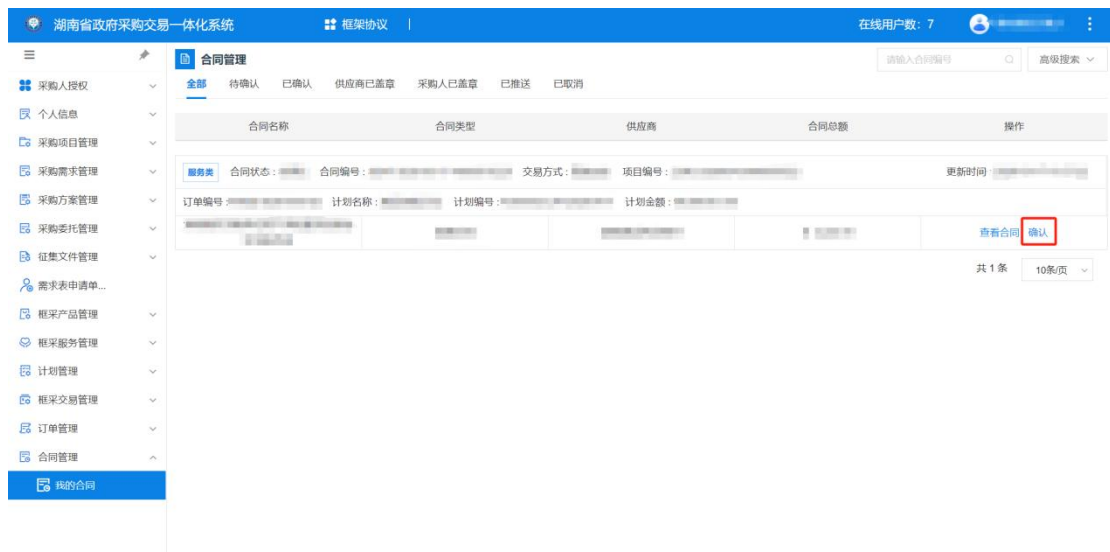 湖南省政府采购交易一体化系统 框架协议 在线用户数：7
合同管理 请输入合同编号 高级搜索
全部 待确认 已确认 供应商已盖章 采购人已盖章 已推送 已取消
合同名称 合同类型 供应商 合同总额 操作
服务类 合同状态： 合同编号： 交易方式： 项目编号： 更新时间
订单编号： 计划名称： 计划编号： 计划金额：
查看合同 确认
共 1 条 10条/页
采购人授权
个人信息
采购项目管理
采购需求管理
采购方案管理
采购委托管理
征集文件管理
需求表申请单...
框采产品管理
框采服务管理
计划管理
框采交易管理
订单管理
合同管理
我的合同